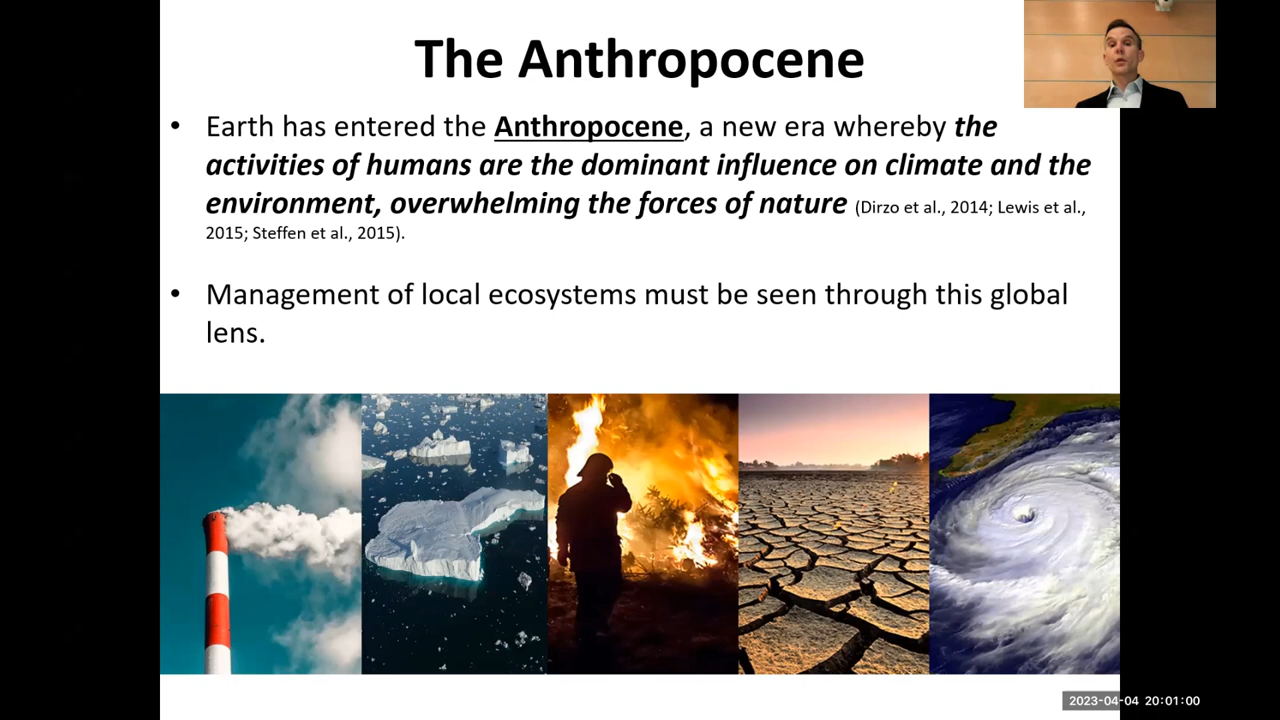 The Anthropocene
• Earth has entered the Anthropocene, a new era whereby the
activities of humans are the dominant influence on climate and the
environment, overwhelming the forces of nature (Dirzo et al., 2014; Lewis et al.,
2015; Steffen et al., 2015).
• Management of local ecosystems must be seen through this global
lens.
2023-04-04 20:01:00